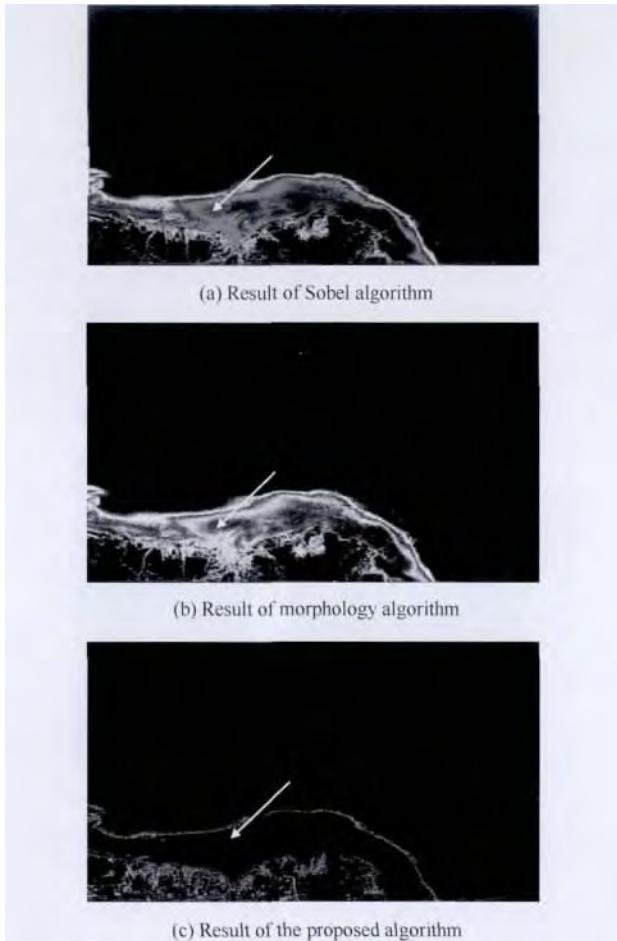 (a) Result of Sobel algorithm
(b) Result of morphology algorithm
(c) Result of the proposed algorithm